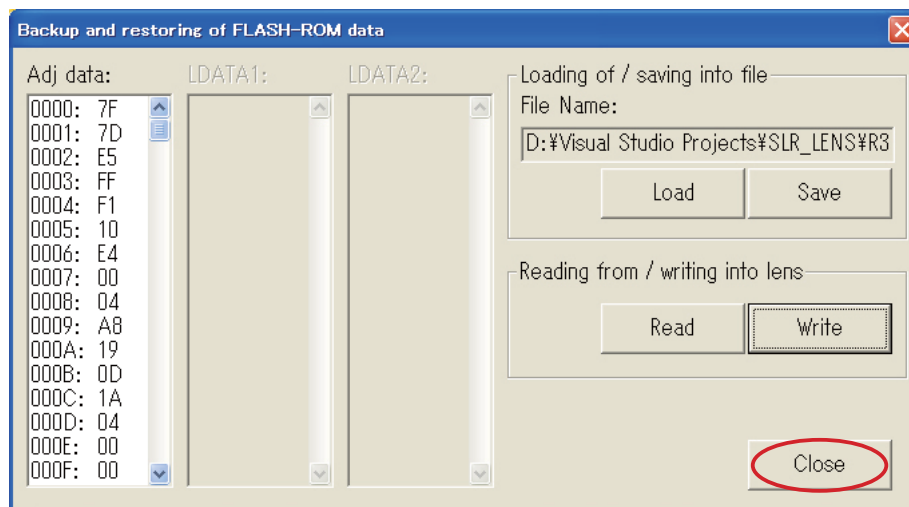 Backup and restoring of FLASH-ROM data
Adj data:
0000: 7F
0001: 7D
0002: E5
0003: FF
0004: F1
0005: 10
0006: E4
0007: 00
0008: 04
0009: A8
000A: 19
000B: 0D
000C: 1A
000D: 04
000E: 00
000F: 00
LDATA1:
LDATA2:
Loading of / saving into file
File Name:
D:¥Visual Studio Projects¥SLR_LENS¥R3
Load Save
Reading from / writing into lens
Read Write
Close